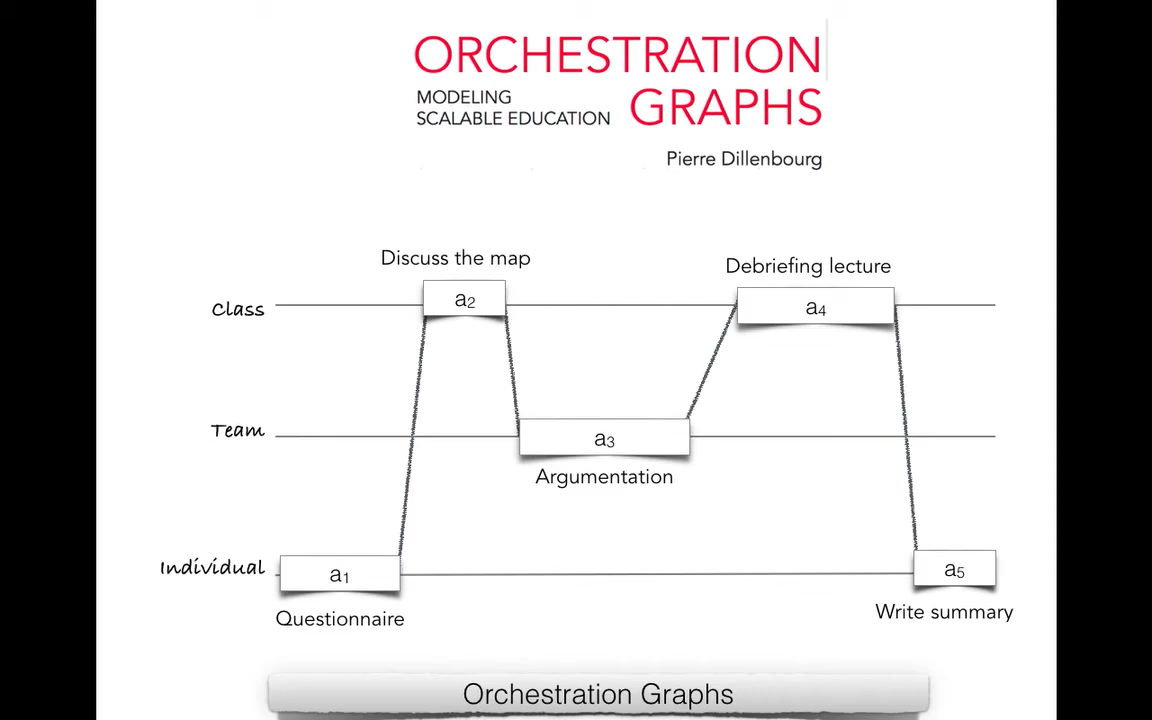 ORCHESTRATION
MODELING
SCALABLE EDUCATION
GRAPHS
Pierre Dillenbourg
Discuss the map
Debriefing lecture
Class
a2
a4
Team
a3
Argumentation
Individual
a1
a5
Questionnaire
Write summary
Orchestration Graphs